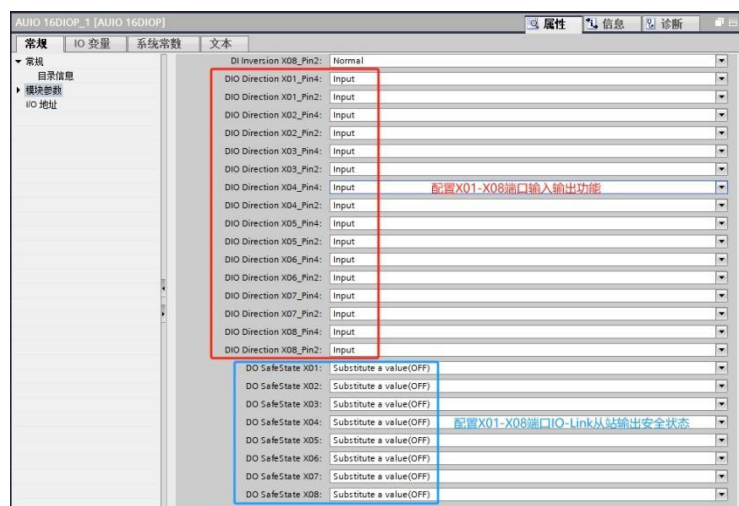 AUIO 16DIOP_1 [AUIO 16DIOP]
属性
信息
诊断
常规
IO 变量
系统常数
文本
常规
目录信息
模块参数
I/O 地址
DI Inversion X08_Pin2: Normal
DIO Direction X01_Pin4: Input
DIO Direction X01_Pin2: Input
DIO Direction X02_Pin4: Input
DIO Direction X02_Pin2: Input
DIO Direction X03_Pin4: Input
DIO Direction X03_Pin2: Input
DIO Direction X04_Pin4: Input
配置X01-X08端口输入输出功能
DIO Direction X04_Pin2: Input
DIO Direction X05_Pin4: Input
DIO Direction X05_Pin2: Input
DIO Direction X06_Pin4: Input
DIO Direction X06_Pin2: Input
DIO Direction X07_Pin4: Input
DIO Direction X07_Pin2: Input
DIO Direction X08_Pin4: Input
DIO Direction X08_Pin2: Input
DO SafeState X01: Substitute a value(OFF)
DO SafeState X02: Substitute a value(OFF)
DO SafeState X03: Substitute a value(OFF)
DO SafeState X04: Substitute a value(OFF)
配置X01-X08端口IO-Link从站输出安全状态
DO SafeState X05: Substitute a value(OFF)
DO SafeState X06: Substitute a value(OFF)
DO SafeState X07: Substitute a value(OFF)
DO SafeState X08: Substitute a value(OFF)